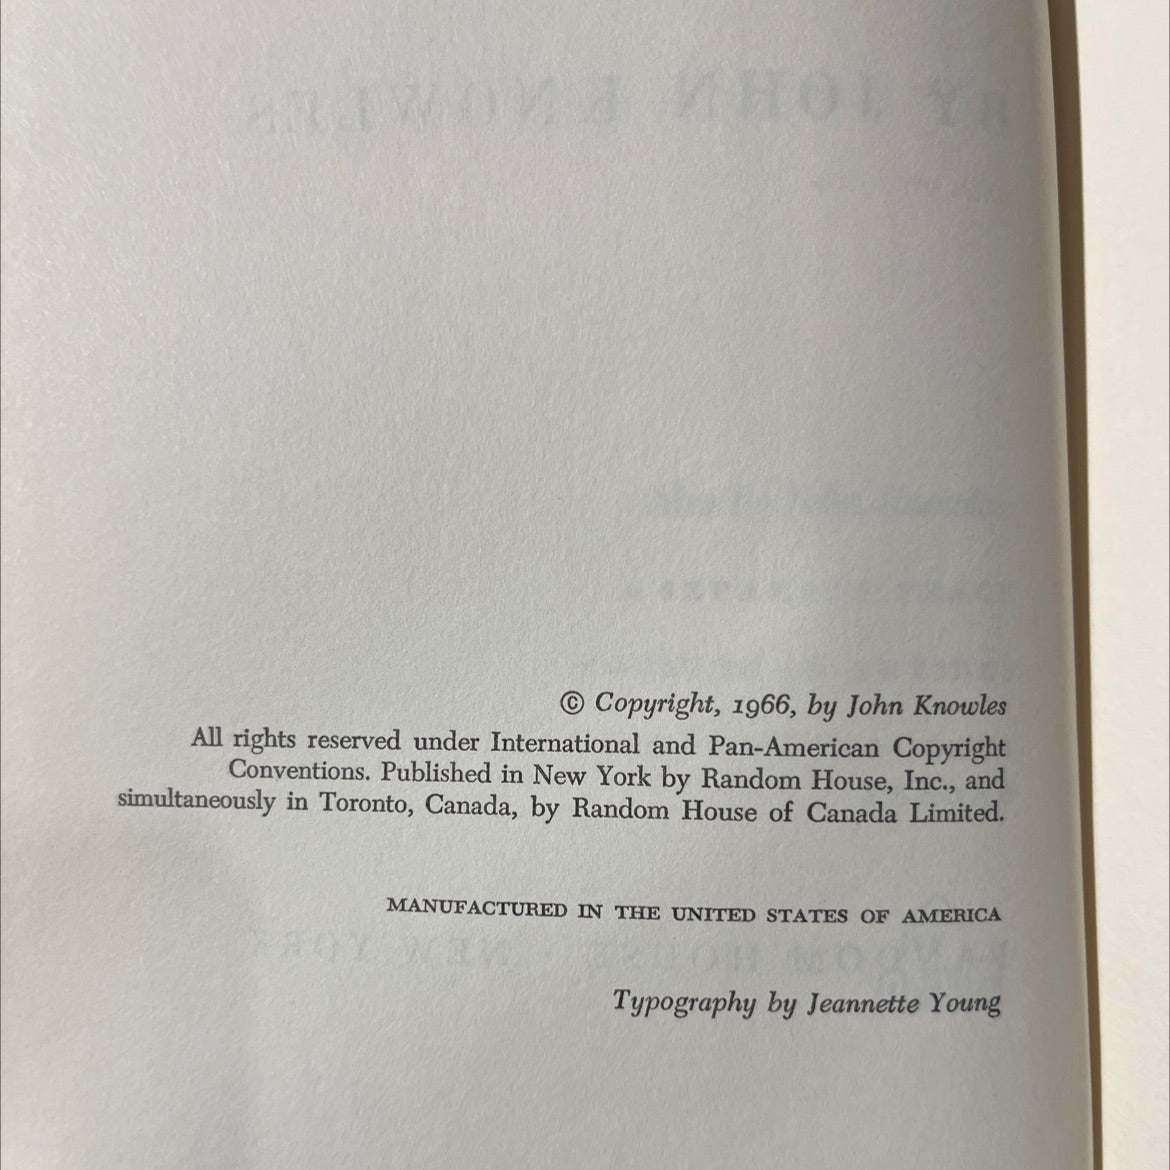 © Copyright, 1966, by John Knowles
All rights reserved under International and Pan-American Copyright
Conventions. Published in New York by Random House, Inc., and
simultaneously in Toronto, Canada, by Random House of Canada Limited.
MANUFACTURED IN THE UNITED STATES OF AMERICA
Typography by Jeannette Young